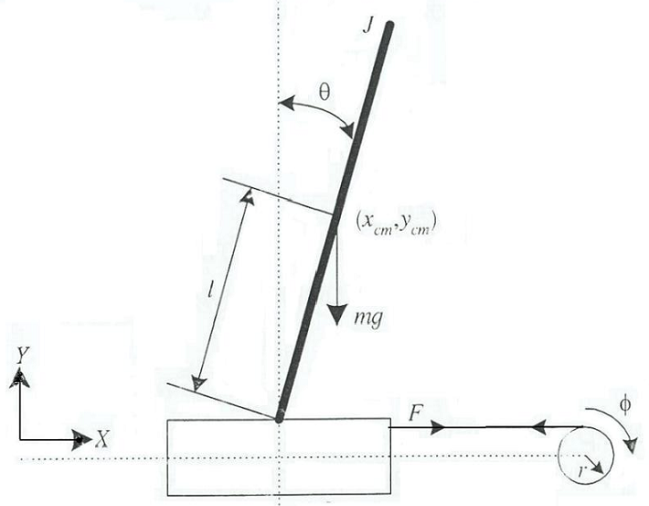 J
θ
(x_cm, y_cm)
l
mg
Y
X
F
ϕ
r